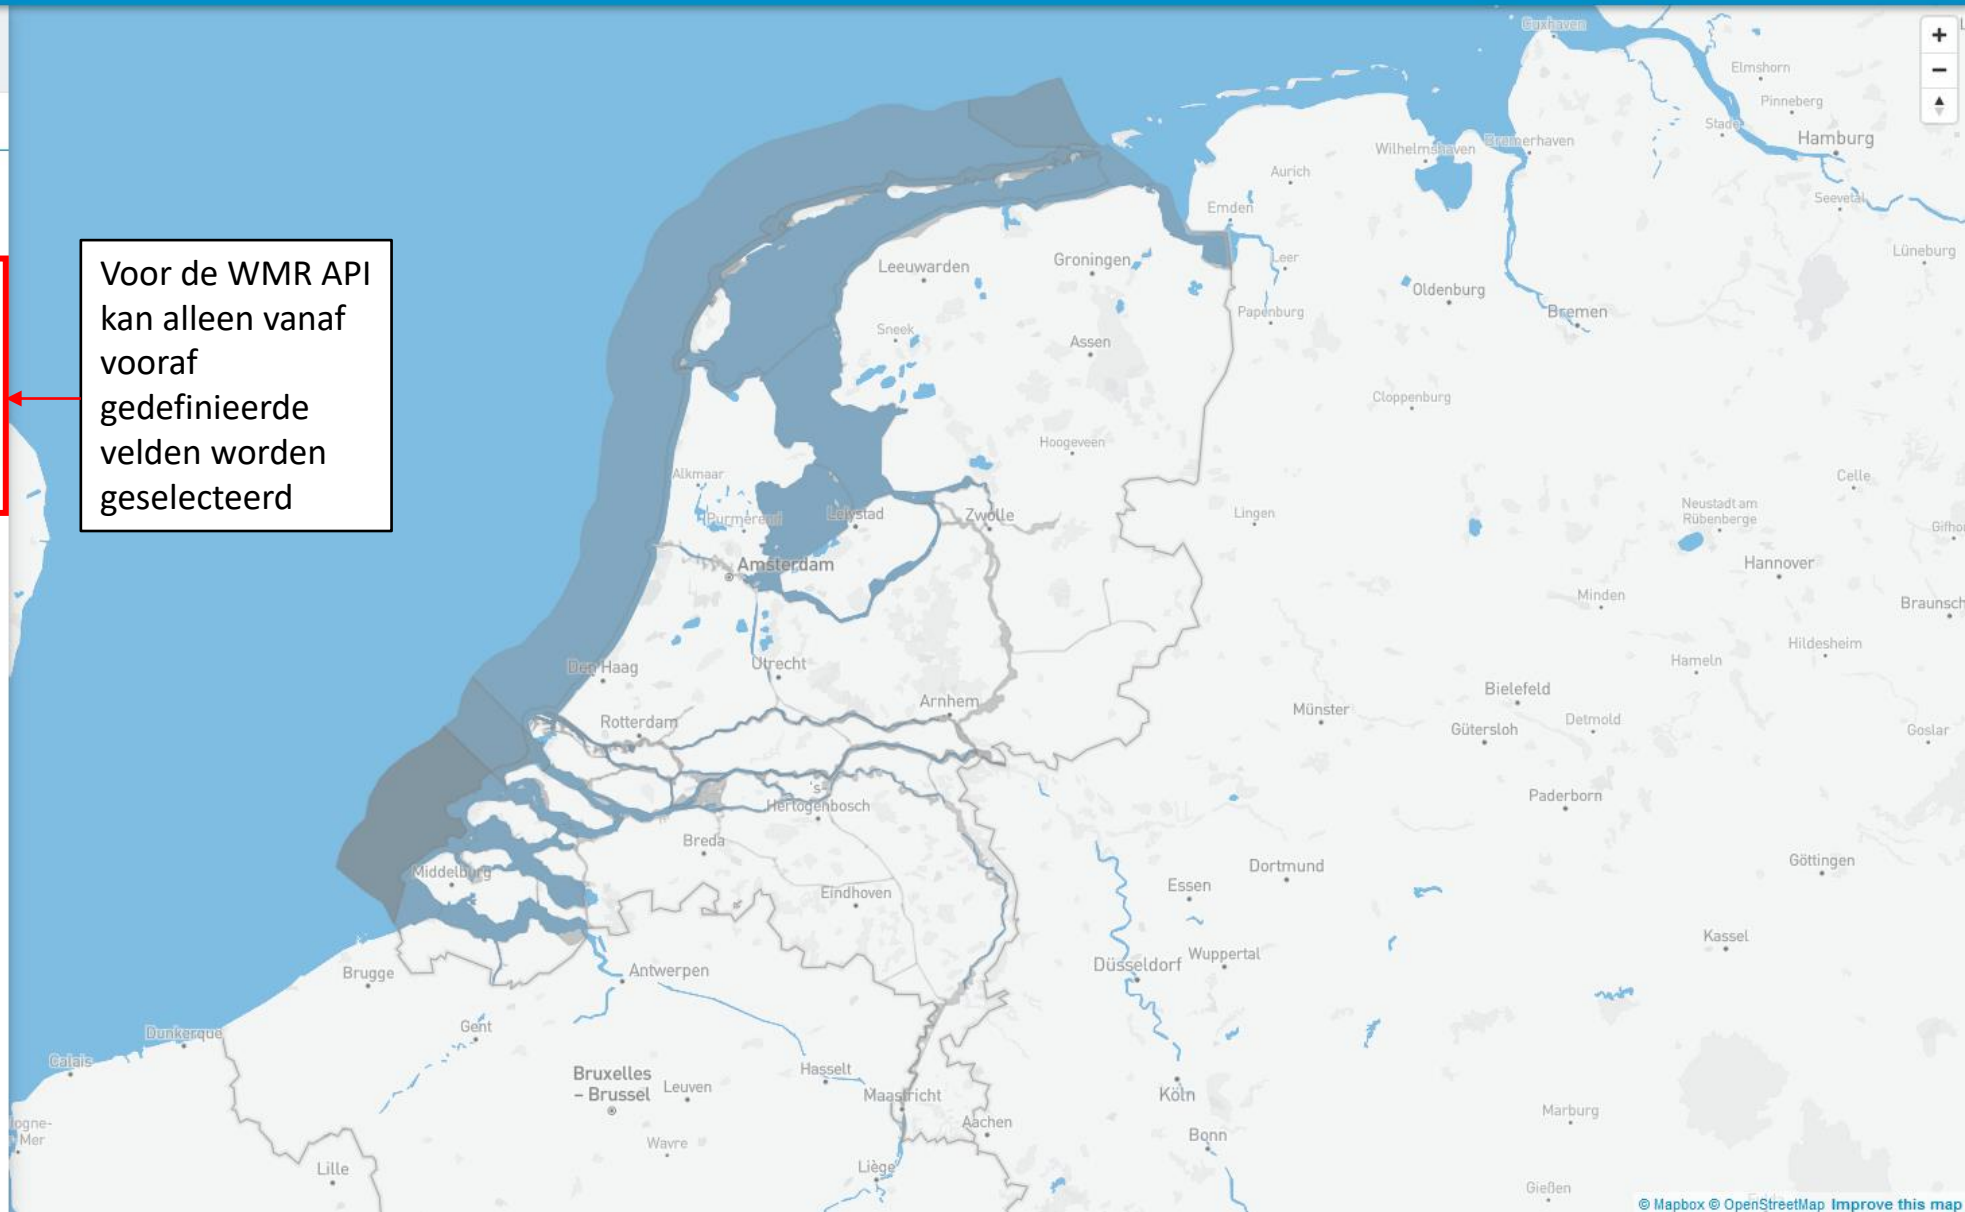 Voor de WMR API
kan alleen vanaf
vooraf
gedefinieerde
velden worden
geselecteerd
Cuxhaven
Elmshorn
Pinneberg
Stade
Hamburg
Wilhelmshaven
Bremerhaven
Aurich
Seevetal
Emden
Lüneburg
Leeuwarden
Groningen
Leer
Oldenburg
Papenburg
Bremen
Sneek
Assen
Cloppenburg
Hoogeveen
Alkmaar
Celle
Purmerend
Lelystad
Zwolle
Lingen
Neustadt am
Rübenberge
Gifho
Amsterdam
Hannover
Minden
Braunsch
Hildesheim
Den Haag
Utrecht
Hameln
Arnhem
Bielefeld
Münster
Rotterdam
Gütersloh
Detmold
Goslar
's-
Hertogenbosch
Paderborn
Breda
Middelburg
Dortmund
Göttingen
Essen
Eindhoven
Kassel
Brugge
Antwerpen
Düsseldorf
Wuppertal
Gent
Dunkerque
Calais
Bruxelles
– Brussel
Leuven
Hasselt
Maastricht
Köln
Aachen
Marburg
ogne-
Mer
Wavre
Bonn
Lille
Liège
Gießen
© Mapbox © OpenStreetMap Improve this map